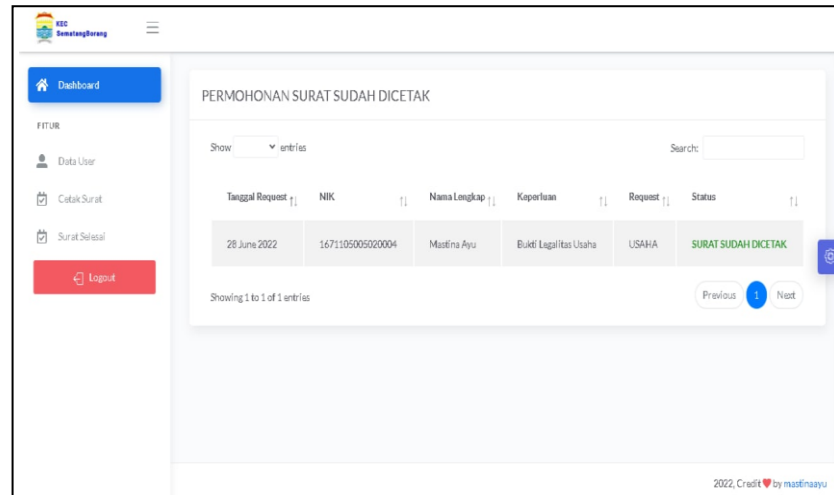 KEC
SematangBorang
Dashboard
FITUR
Data User
Cetak Surat
Surat Selesai
Logout
PERMOHONAN SURAT SUDAH DICETAK
Show entries
Search:
Tanggal Request NIK Nama Lengkap Keperluan Request Status
28 June 2022 1671105005020004 Mastina Ayu Bukti Legalitas Usaha USAHA SURAT SUDAH DICETAK
Showing 1 to 1 of 1 entries
Previous 1 Next
2022, Credit ❤ by mastinaayu